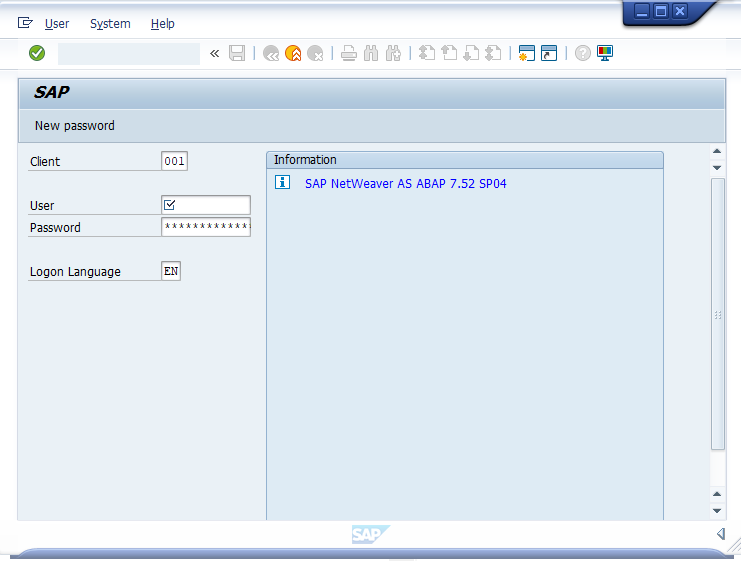 User System Help
SAP
New password
Client 001
Information
SAP NetWeaver AS ABAP 7.52 SP04
User
Password *************
Logon Language EN
SAP